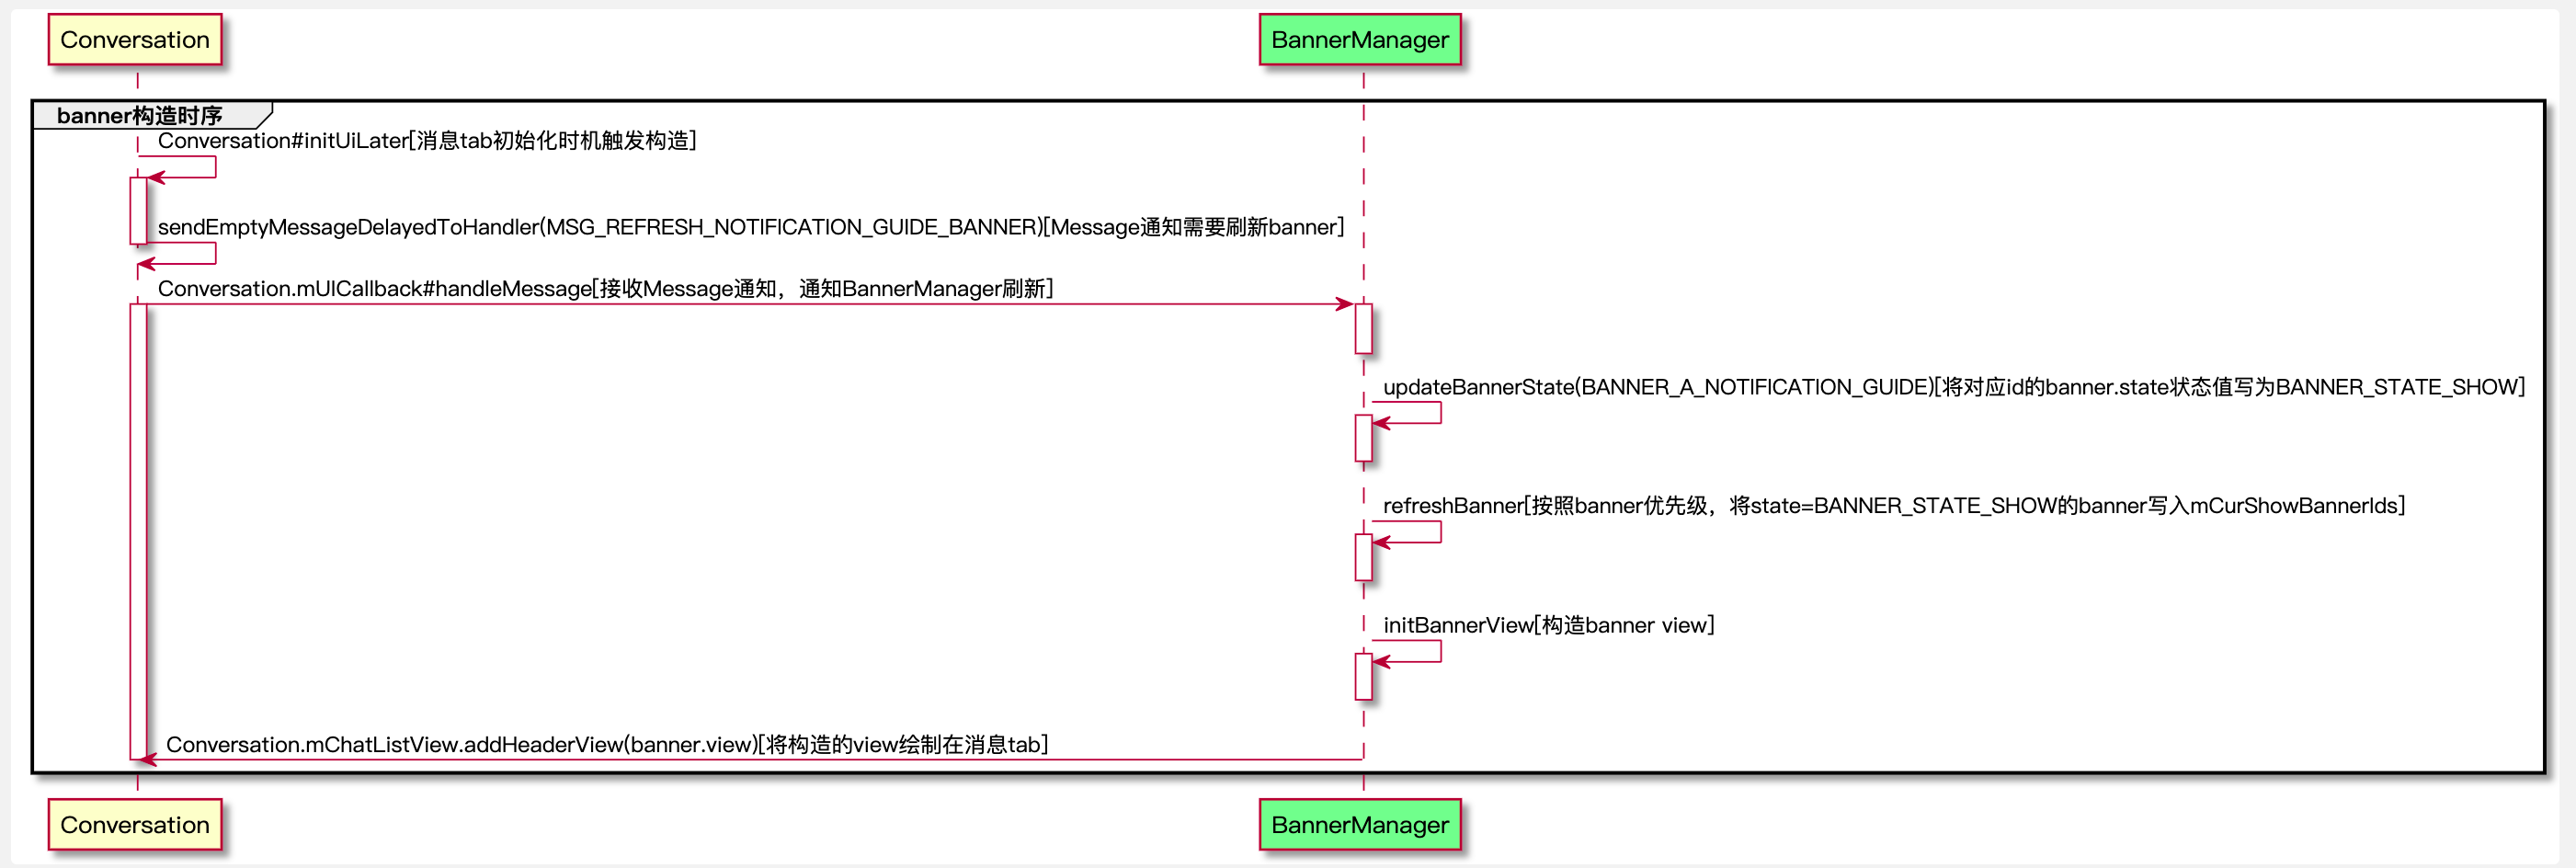 Conversation
BannerManager
banner构造时序
Conversation#initUiLater[消息tab初始化时机触发构造]
sendEmptyMessageDelayedToHandler(MSG_REFRESH_NOTIFICATION_GUIDE_BANNER)[Message通知需要刷新banner]
Conversation.mUICallback#handleMessage[接收Message通知，通知BannerManager刷新]
updateBannerState(BANNER_A_NOTIFICATION_GUIDE)[将对应id的banner.state状态值写为BANNER_STATE_SHOW]
refreshBanner[按照banner优先级，将state=BANNER_STATE_SHOW的banner写入mCurShowBannerIds]
initBannerView[构造banner view]
Conversation.mChatListView.addHeaderView(banner.view)[将构造的view绘制在消息tab]
Conversation
BannerManager